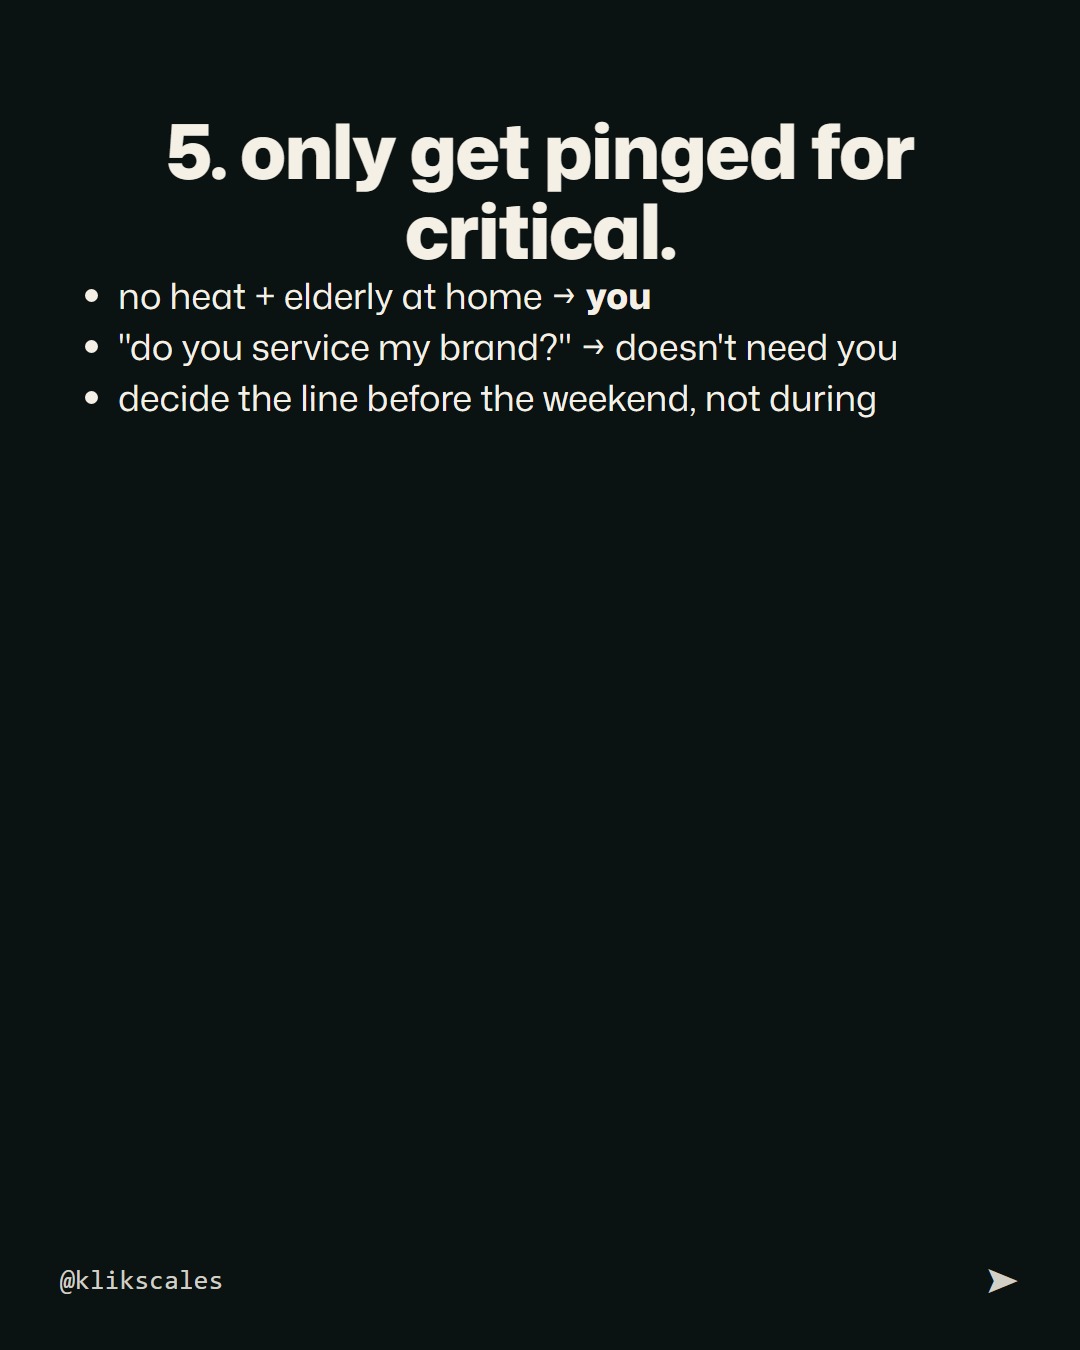 5. only get pinged for
critical.
• no heat + elderly at home → you
• "do you service my brand?" → doesn't need you
• decide the line before the weekend, not during
@klikscales